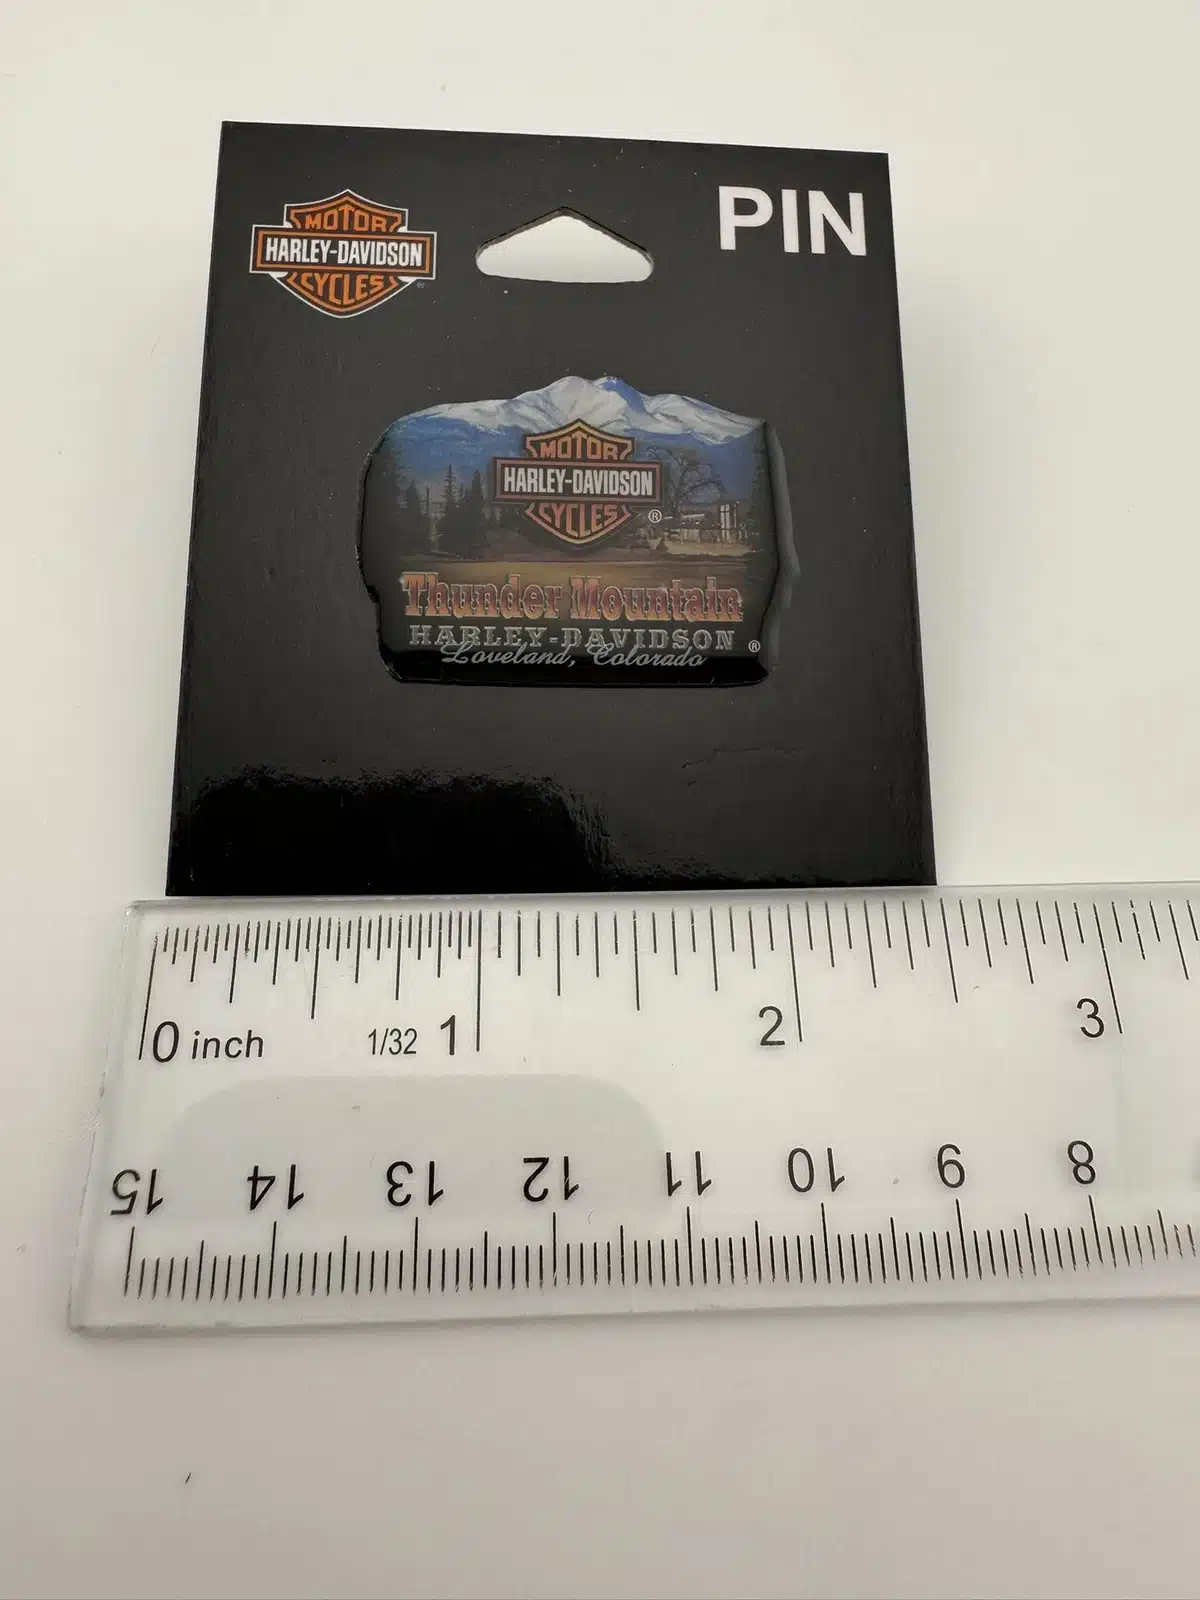 MOTOR
HARLEY-DAVIDSON
CYCLES
®
PIN
MOTOR
HARLEY-DAVIDSON
CYCLES
®
Thunder Mountain
HARLEY-DAVIDSON ®
Loveland, Colorado
0 inch 1/32 1 2 3
15 14 13 12 11 10 9 8